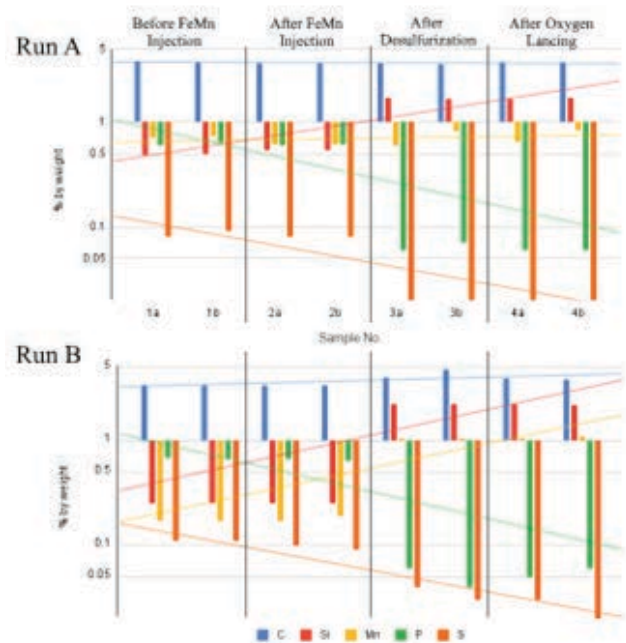 Run A
Before FeMn
Injection
After FeMn
Injection
After
Desulfurization
After Oxygen
Lancing
5
1
0.5
0.1
0.05
% by weight
1a 1b 2a 2b 3a 3b 4a 4b
Sample No.
Run B
5
1
0.5
0.1
0.05
% by weight
C Si Mn P S